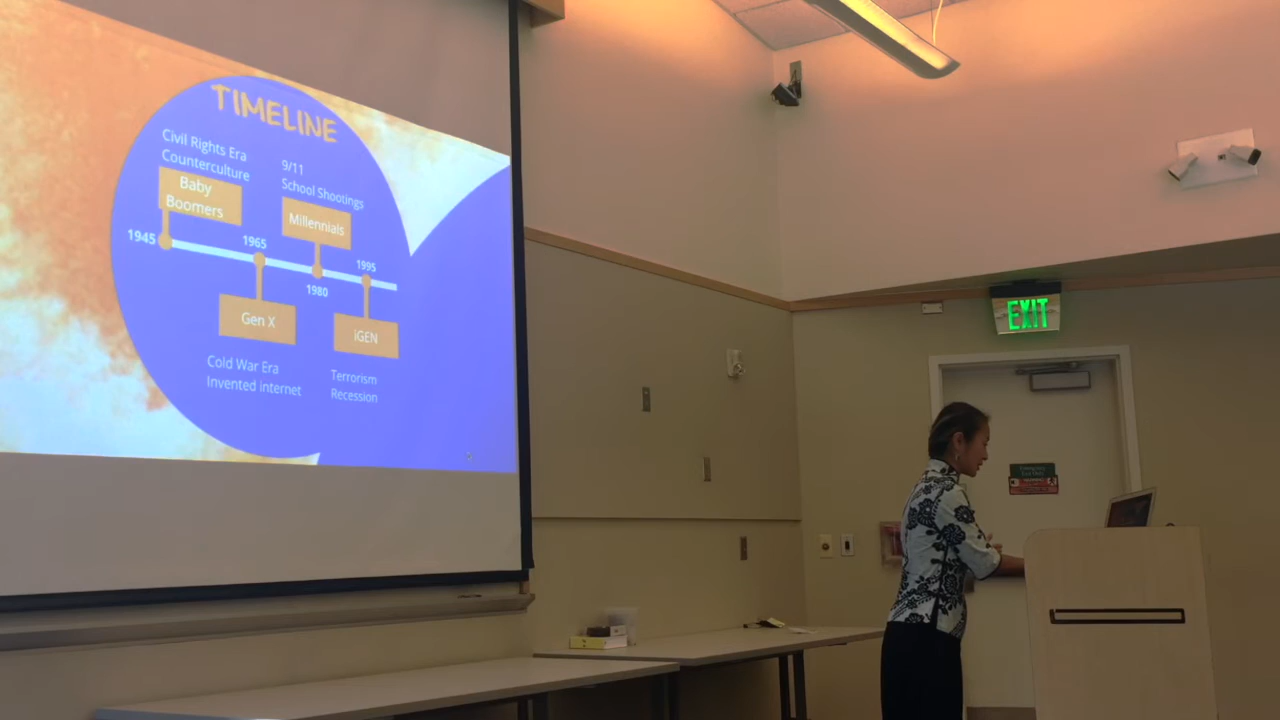 TIMELINE
Civil Rights Era
Counterculture
Baby
Boomers
9/11
School Shootings
Millennials
1945
1965
1980
1995
Gen X
iGEN
Cold War Era
Invented internet
Terrorism
Recession
EXIT